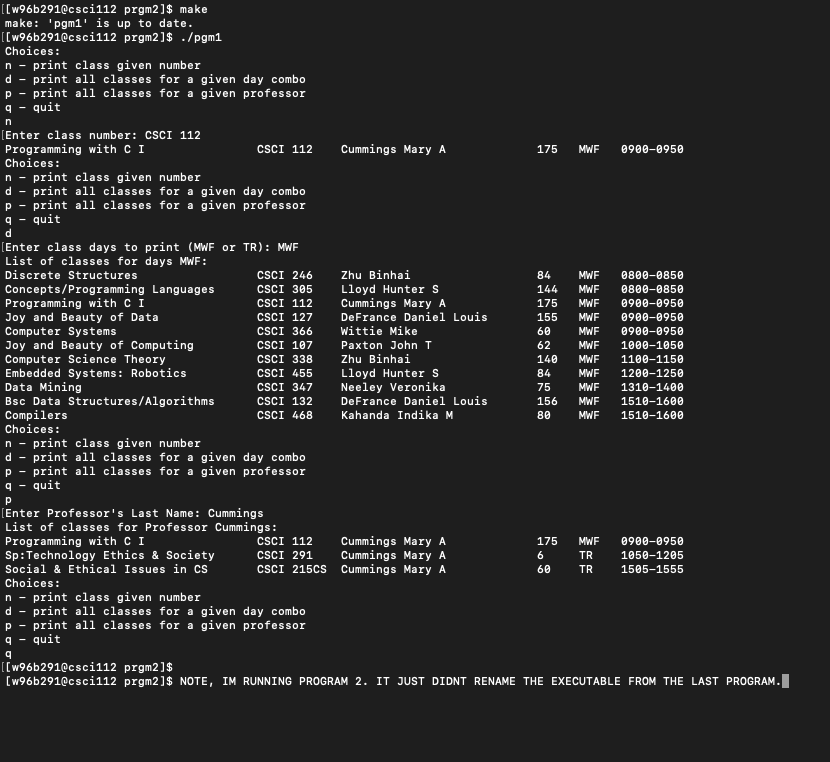 [[w96b291@csci112 prgm2]$ make
make: 'pgm1' is up to date.
[[w96b291@csci112 prgm2]$ ./pgm1
Choices:
n – print class given number
d – print all classes for a given day combo
p – print all classes for a given professor
q – quit
n
[Enter class number: CSCI 112
Programming with C I CSCI 112 Cummings Mary A 175 MWF 0900–0950
Choices:
n – print class given number
d – print all classes for a given day combo
p – print all classes for a given professor
q – quit
d
[Enter class days to print (MWF or TR): MWF
List of classes for days MWF:
Discrete Structures CSCI 246 Zhu Binhai 84 MWF 0800–0850
Concepts/Programming Languages CSCI 305 Lloyd Hunter S 144 MWF 0800–0850
Programming with C I CSCI 112 Cummings Mary A 175 MWF 0900–0950
Joy and Beauty of Data CSCI 127 DeFrance Daniel Louis 155 MWF 0900–0950
Computer Systems CSCI 366 Wittie Mike 60 MWF 0900–0950
Joy and Beauty of Computing CSCI 107 Paxton John T 62 MWF 1000–1050
Computer Science Theory CSCI 338 Zhu Binhai 140 MWF 1100–1150
Embedded Systems: Robotics CSCI 455 Lloyd Hunter S 84 MWF 1200–1250
Data Mining CSCI 347 Neeley Veronika 75 MWF 1310–1400
Bsc Data Structures/Algorithms CSCI 132 DeFrance Daniel Louis 156 MWF 1510–1600
Compilers CSCI 468 Kahanda Indika M 80 MWF 1510–1600
Choices:
n – print class given number
d – print all classes for a given day combo
p – print all classes for a given professor
q – quit
p
[Enter Professor's Last Name: Cummings
List of classes for Professor Cummings:
Programming with C I CSCI 112 Cummings Mary A 175 MWF 0900–0950
Sp:Technology Ethics & Society CSCI 291 Cummings Mary A 6 TR 1050–1205
Social & Ethical Issues in CS CSCI 215CS Cummings Mary A 60 TR 1505–1555
Choices:
n – print class given number
d – print all classes for a given day combo
p – print all classes for a given professor
q – quit
q
[[w96b291@csci112 prgm2]$
[w96b291@csci112 prgm2]$ NOTE, IM RUNNING PROGRAM 2. IT JUST DIDNT RENAME THE EXECUTABLE FROM THE LAST PROGRAM.